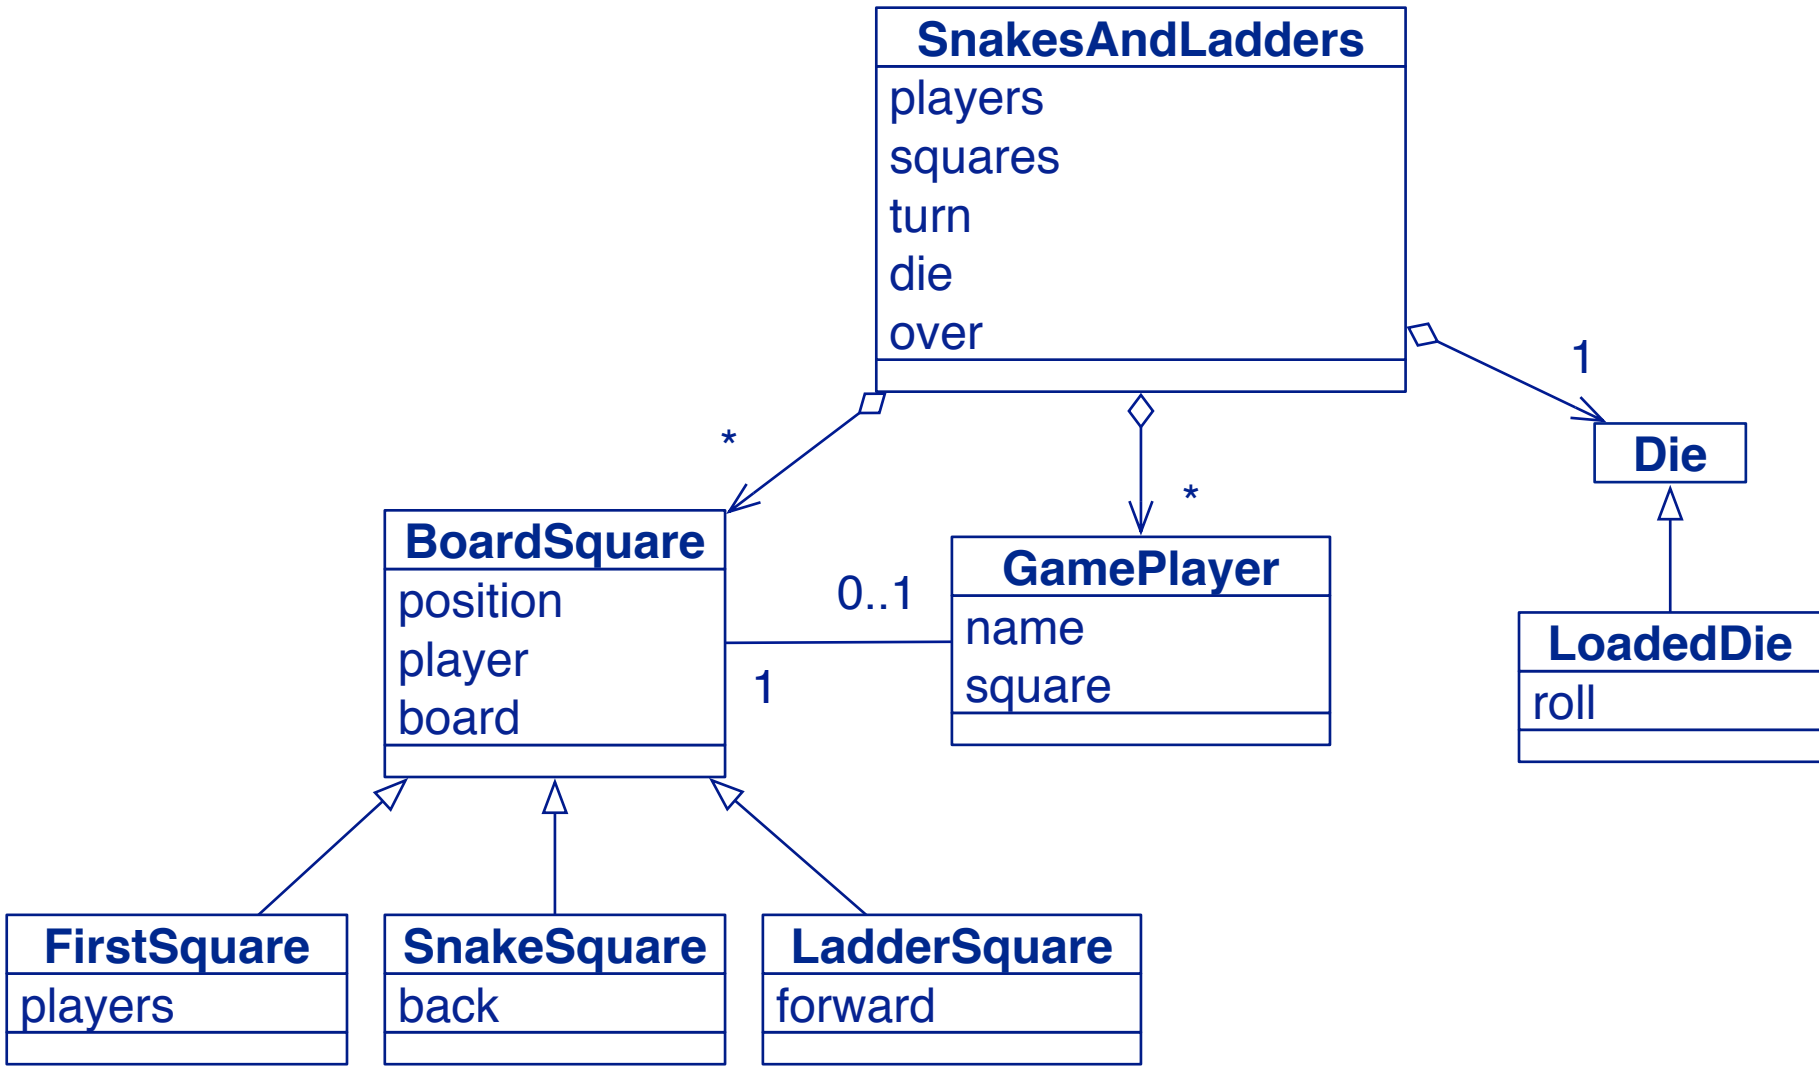 SnakesAndLadders
players
squares
turn
die
over
1
*
Die
*
BoardSquare
position
player
board
0..1
1
GamePlayer
name
square
LoadedDie
roll
FirstSquare
players
SnakeSquare
back
LadderSquare
forward